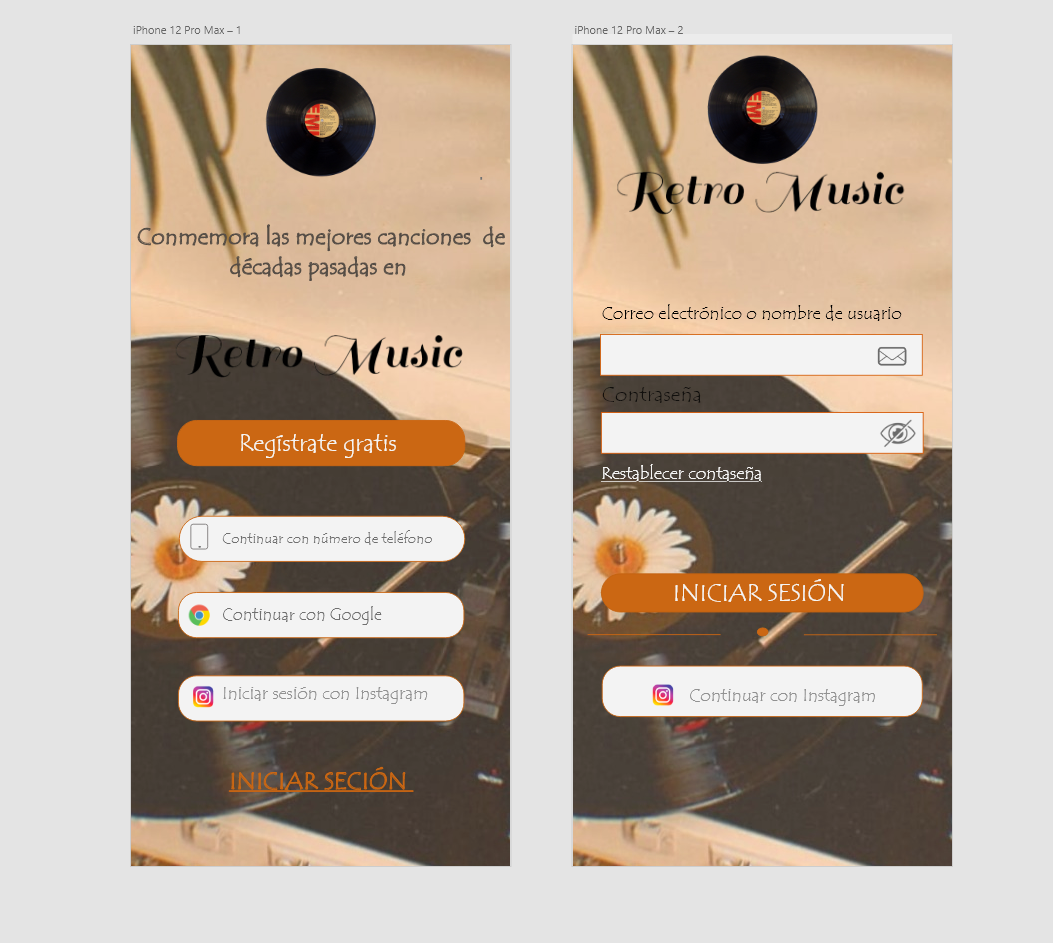 iPhone 12 Pro Max – 1
Conmemora las mejores canciones de
décadas pasadas en
Retro Music
Regístrate gratis
Continuar con número de teléfono
Continuar con Google
Iniciar sesión con Instagram
INICIAR SECIÓN
iPhone 12 Pro Max – 2
Retro Music
Correo electrónico o nombre de usuario
Contraseña
Restablecer contaseña
INICIAR SESIÓN
Continuar con Instagram